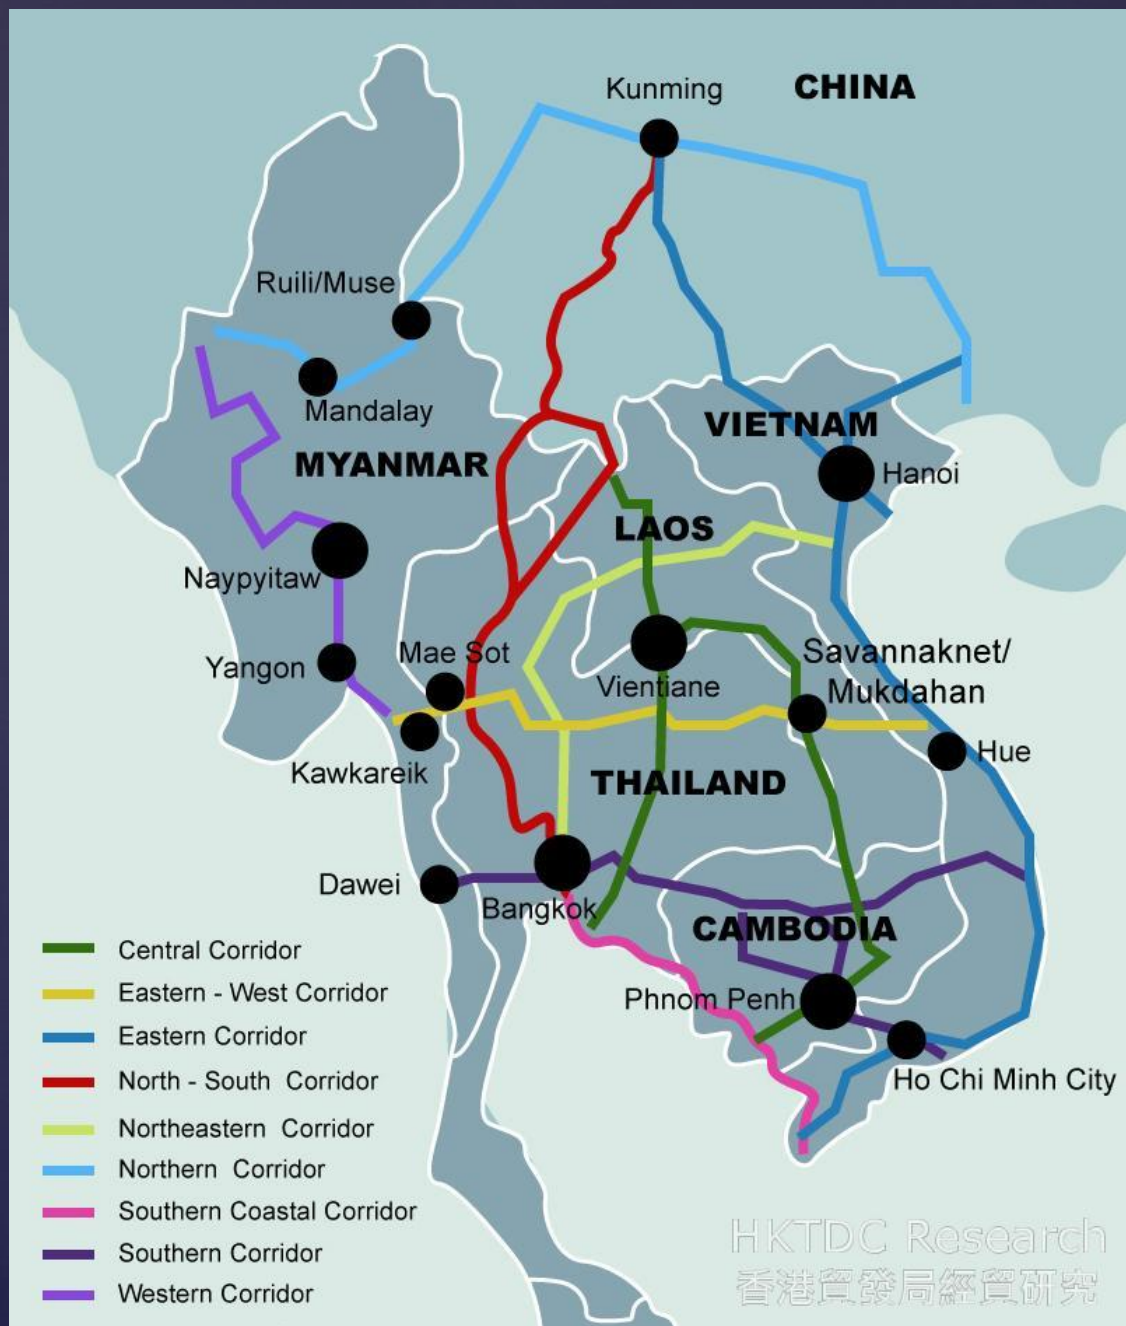 Kunming
CHINA
Ruili/Muse
Mandalay
VIETNAM
MYANMAR
Hanoi
LAOS
Naypyitaw
Mae Sot
Savannaknet/
Mukdahan
Yangon
Vientiane
Hue
Kawkareik
THAILAND
Dawei
Bangkok
CAMBODIA
Phnom Penh
Ho Chi Minh City
Central Corridor
Eastern - West Corridor
Eastern Corridor
North - South Corridor
Northeastern Corridor
Northern Corridor
Southern Coastal Corridor
Southern Corridor
Western Corridor
HKTDC Research
香港貿發局經貿研究